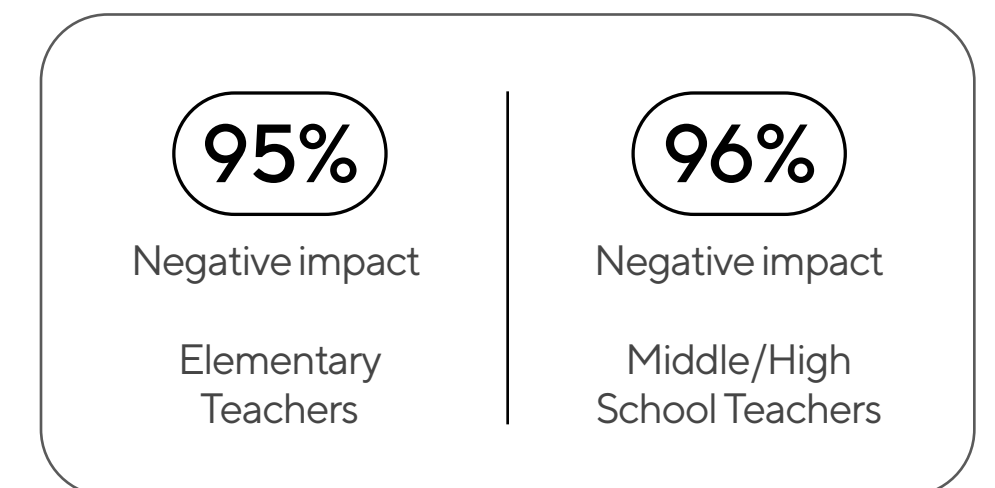 95%
Negative impact
Elementary
Teachers
96%
Negative impact
Middle/High
School Teachers